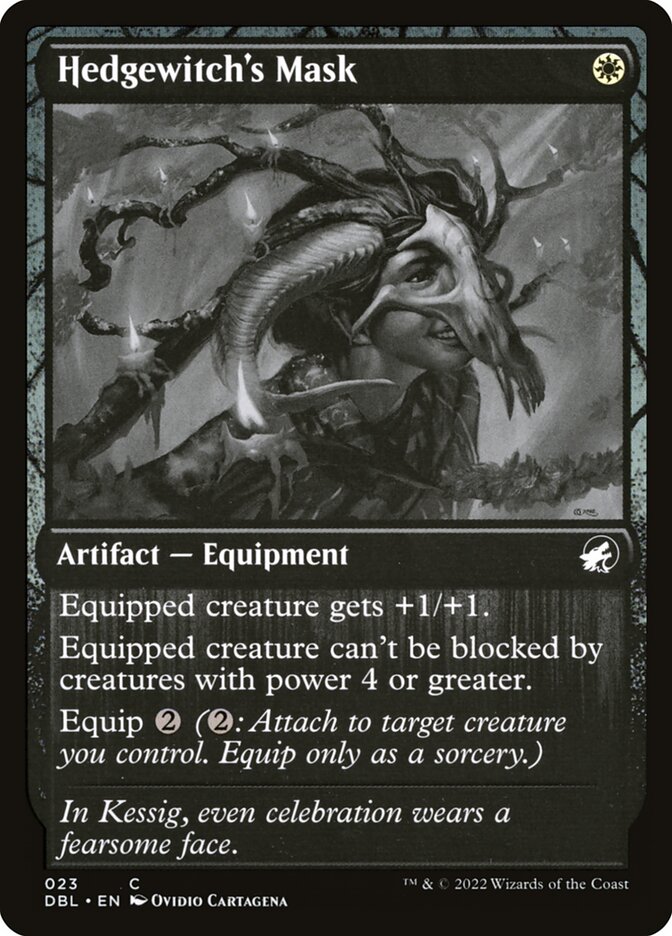 Hedgewitch's Mask
Artifact — Equipment
Equipped creature gets +1/+1.
Equipped creature can't be blocked by
creatures with power 4 or greater.
Equip 2 (2: Attach to target creature
you control. Equip only as a sorcery.)
In Kessig, even celebration wears a
fearsome face.
023 C
DBL • EN Ovidio Cartagena
™ & © 2022 Wizards of the Coast